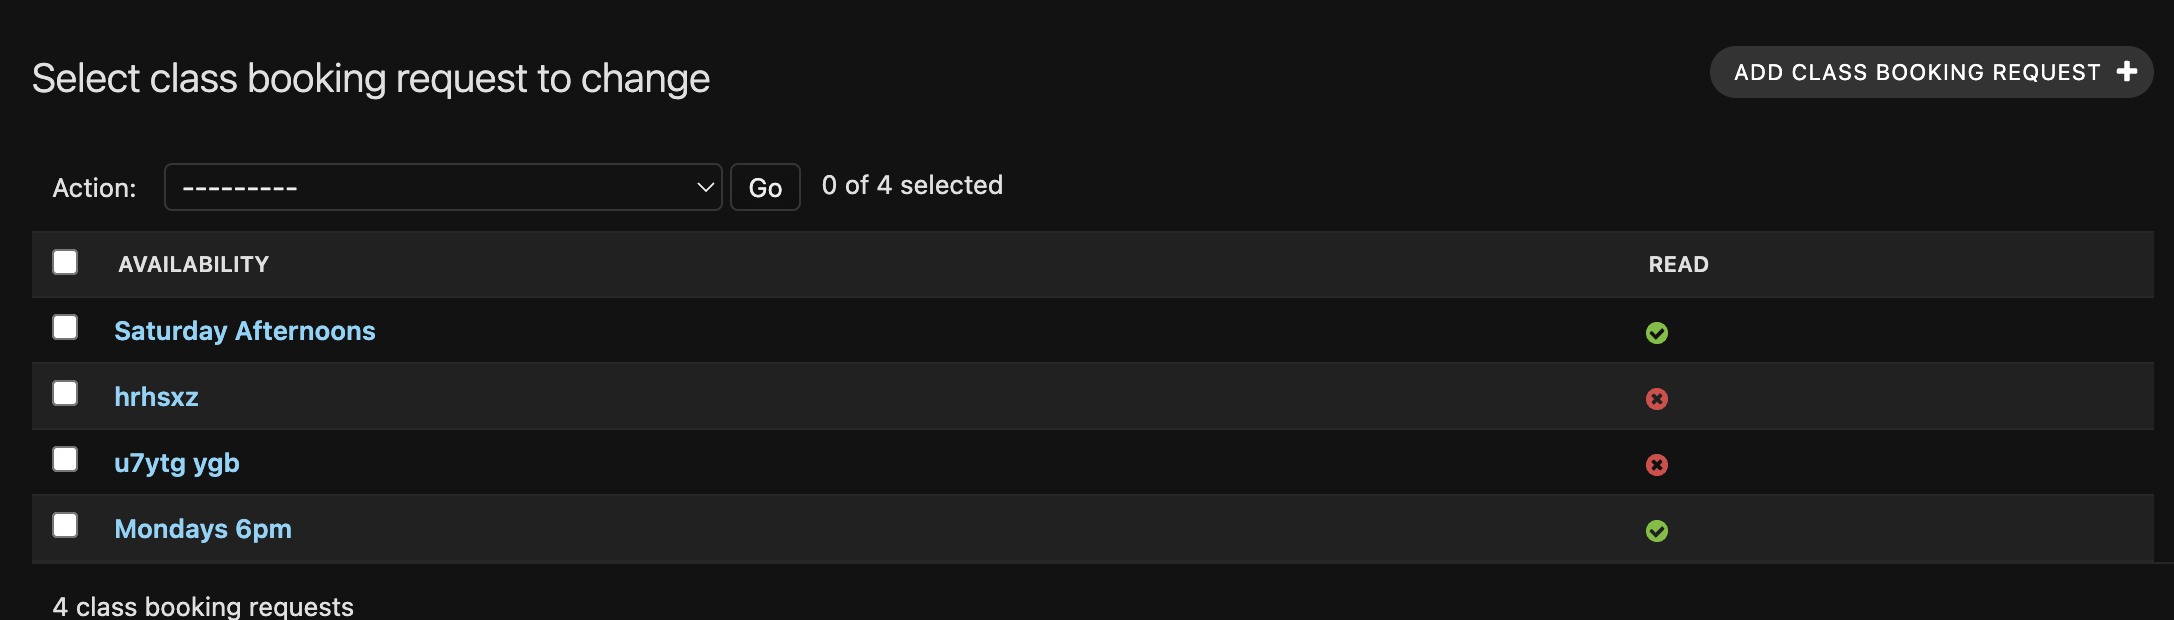 Select class booking request to change
ADD CLASS BOOKING REQUEST +
Action: --------- Go 0 of 4 selected
AVAILABILITY READ
Saturday Afternoons
hrhsxz
u7ytg ygb
Mondays 6pm
4 class booking requests